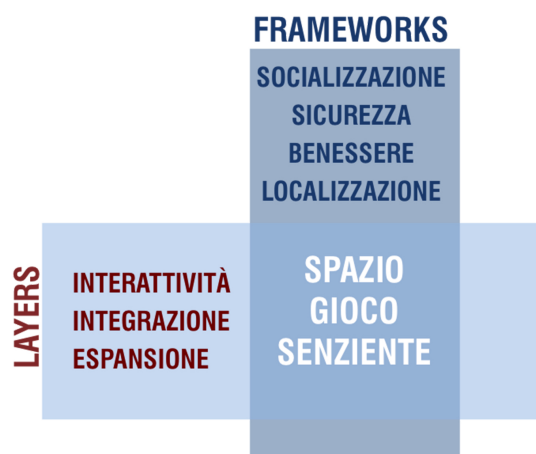 FRAMEWORKS
SOCIALIZZAZIONE
SICUREZZA
BENESSERE
LOCALIZZAZIONE
LAYERS
INTERATTIVITÀ
INTEGRAZIONE
ESPANSIONE
SPAZIO
GIOCO
SENZIENTE